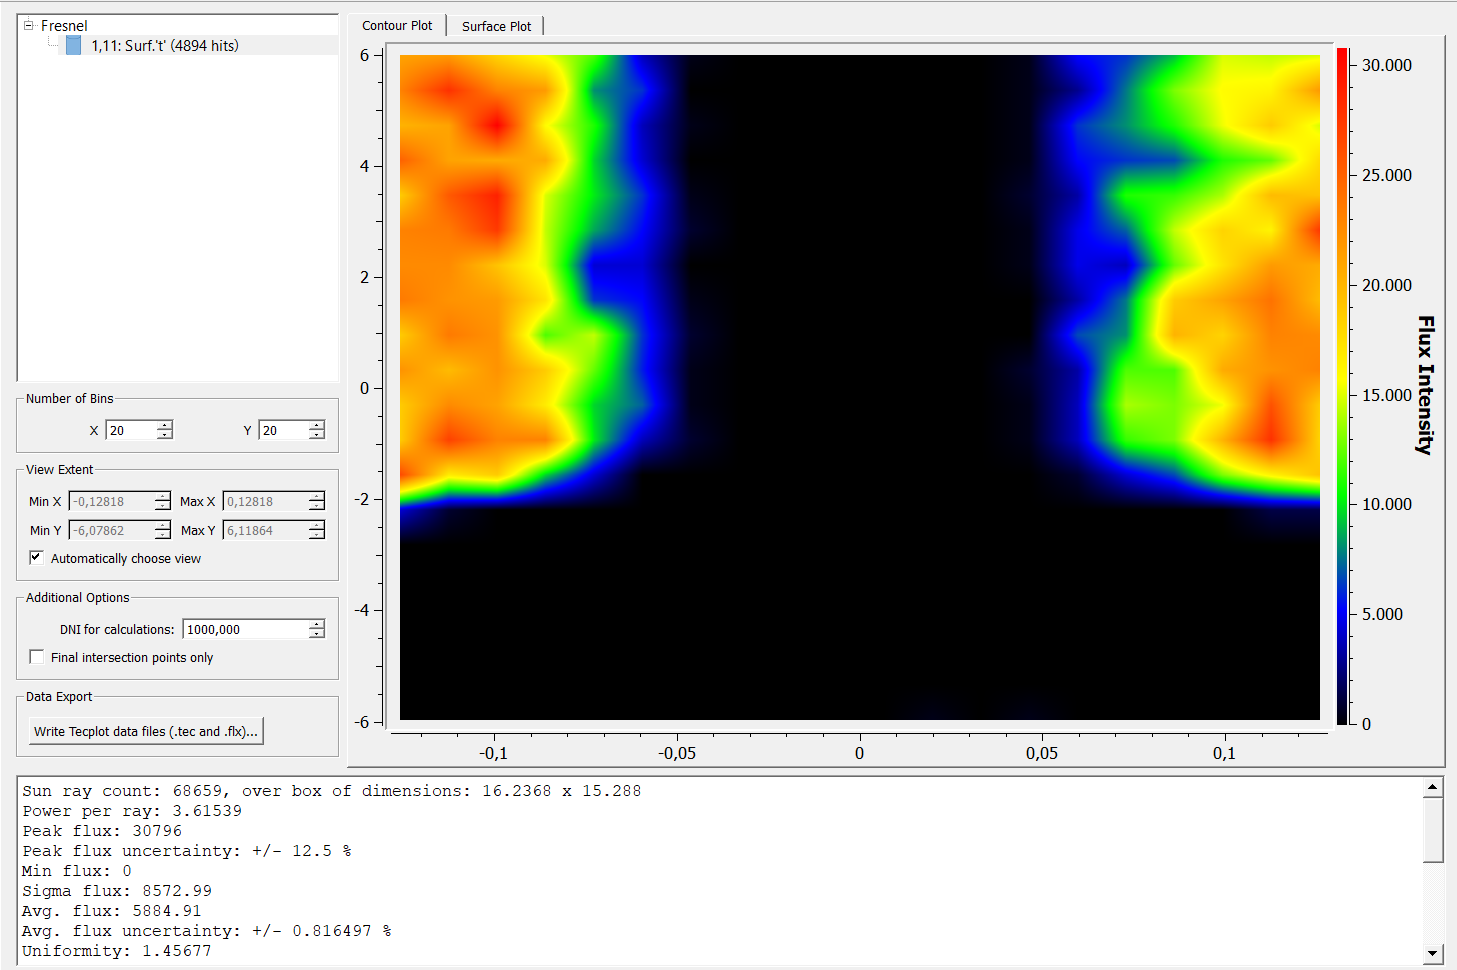 Fresnel
1,11: Surf.'t' (4894 hits)
Number of Bins
X 20 Y 20
View Extent
Min X -0,12818 Max X 0,12818
Min Y -6,07862 Max Y 6,11864
Automatically choose view
Additional Options
DNI for calculations: 1000,000
Final intersection points only
Data Export
Write Tecplot data files (.tec and .flx)...
Contour Plot Surface Plot
6
4
2
0
-2
-4
-6
-0,1 -0,05 0 0,05 0,1
30.000
25.000
20.000
15.000
10.000
5.000
0
Flux Intensity
Sun ray count: 68659, over box of dimensions: 16.2368 x 15.288
Power per ray: 3.61539
Peak flux: 30796
Peak flux uncertainty: +/- 12.5 %
Min flux: 0
Sigma flux: 8572.99
Avg. flux: 5884.91
Avg. flux uncertainty: +/- 0.816497 %
Uniformity: 1.45677